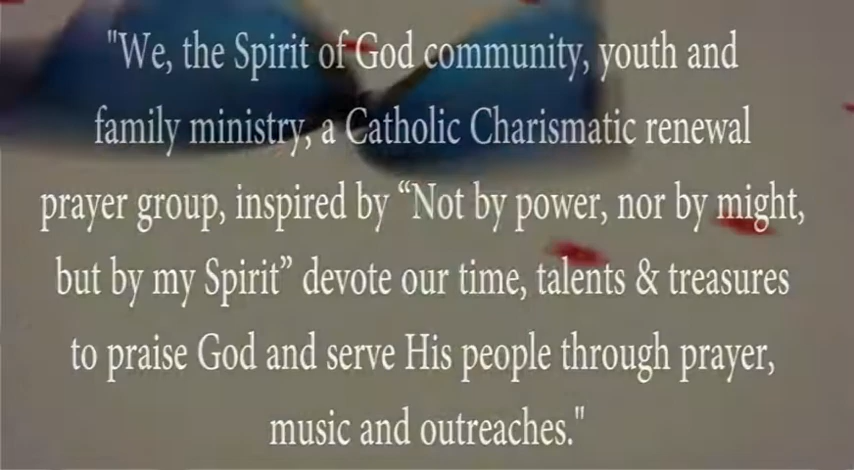 "We, the Spirit of God community, youth and
family ministry, a Catholic Charismatic renewal
prayer group, inspired by “Not by power, nor by might,
but by my Spirit” devote our time, talents & treasures
to praise God and serve His people through prayer,
music and outreaches."